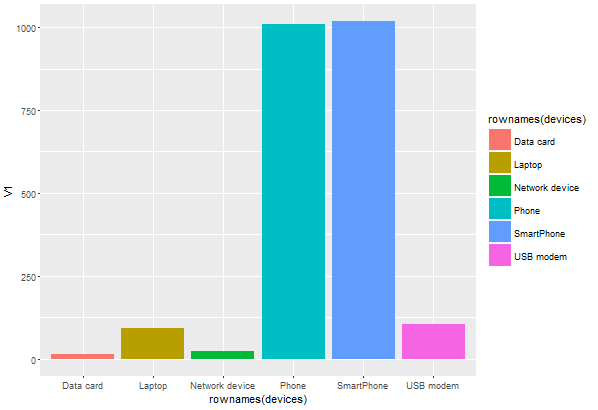 1000
750
500
250
0
V1
Data card
Laptop
Network device
Phone
SmartPhone
USB modem
rownames(devices)
rownames(devices)
Data card
Laptop
Network device
Phone
SmartPhone
USB modem